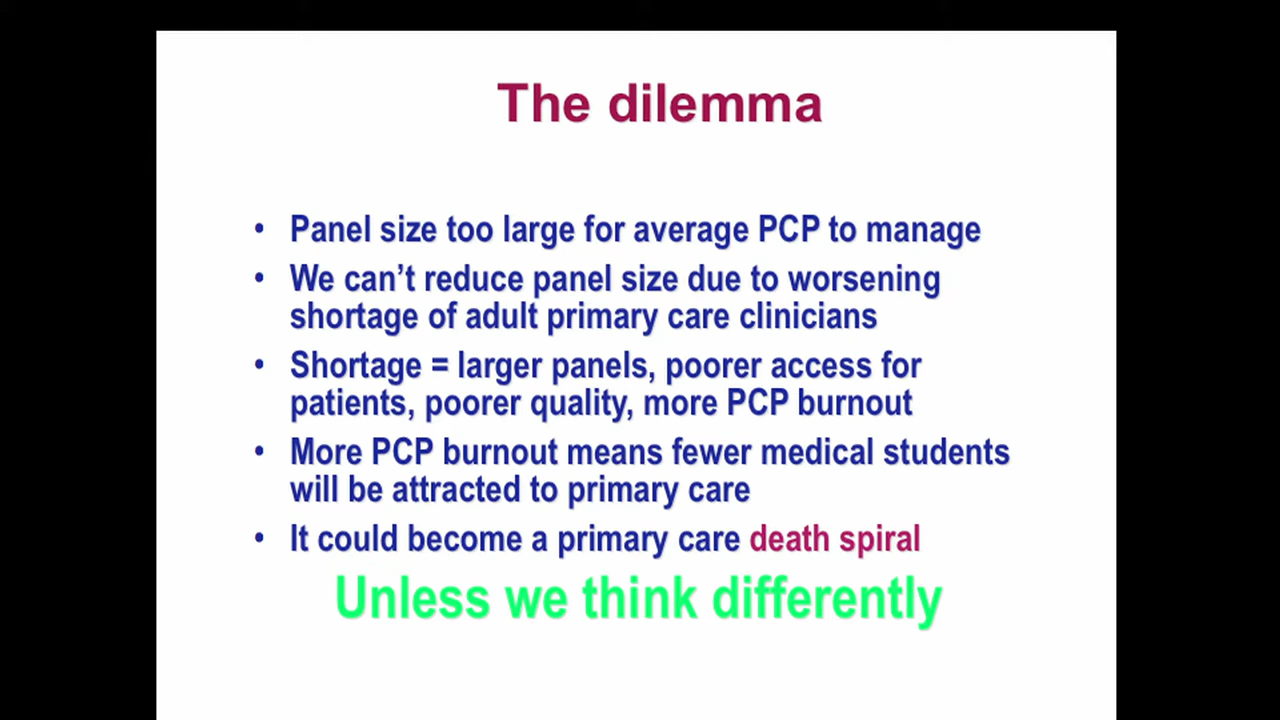 The dilemma
• Panel size too large for average PCP to manage
• We can’t reduce panel size due to worsening
shortage of adult primary care clinicians
• Shortage = larger panels, poorer access for
patients, poorer quality, more PCP burnout
• More PCP burnout means fewer medical students
will be attracted to primary care
• It could become a primary care death spiral
Unless we think differently